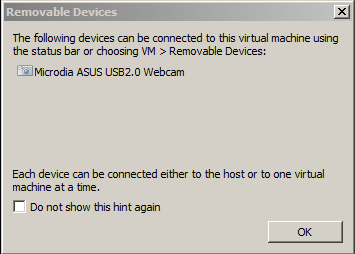 Removable Devices
The following devices can be connected to this virtual machine using
the status bar or choosing VM > Removable Devices:
Microdia ASUS USB2.0 Webcam
Each device can be connected either to the host or to one virtual
machine at a time.
Do not show this hint again
OK